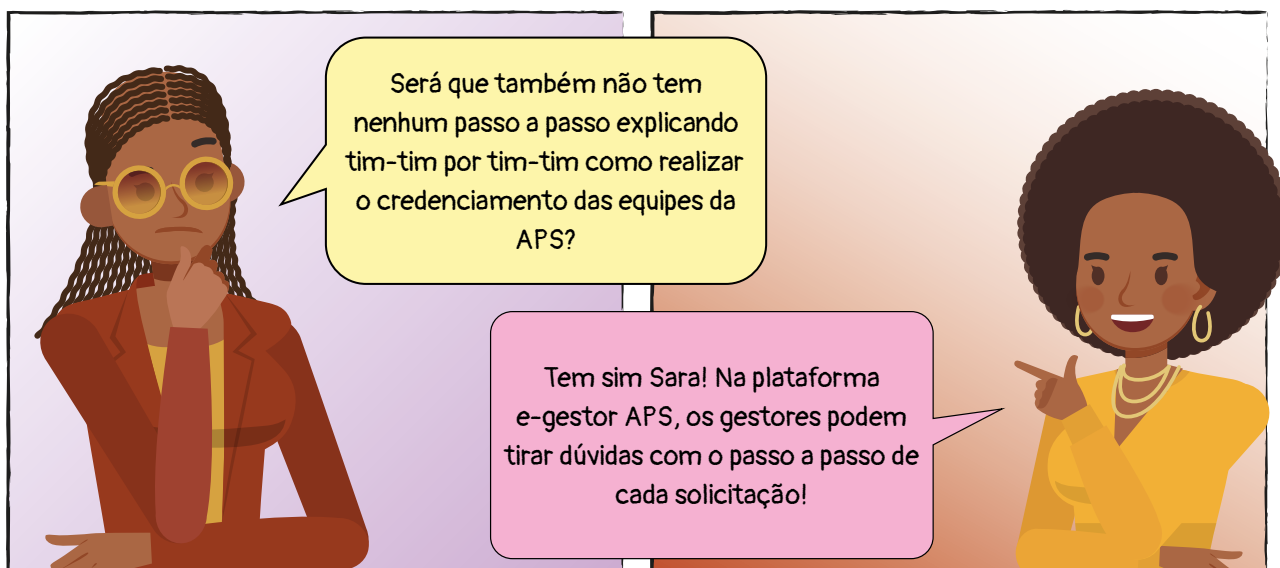 Será que também não tem
nenhum passo a passo explicando
tim-tim por tim-tim como realizar
o credenciamento das equipes da
APS?
Tem sim Sara! Na plataforma
e-gestor APS, os gestores podem
tirar dúvidas com o passo a passo de
cada solicitação!